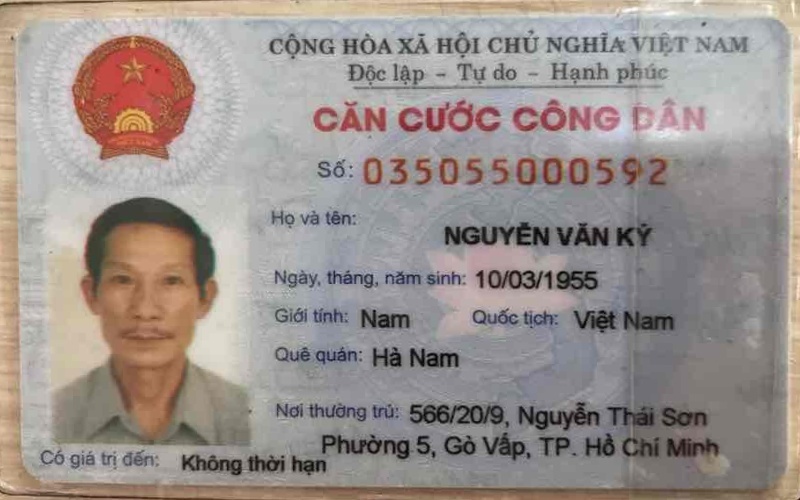 CỘNG HÒA XÃ HỘI CHỦ NGHĨA VIỆT NAM
Độc lập – Tự do – Hạnh phúc
CĂN CƯỚC CÔNG DÂN
Số: 035055000592
Họ và tên:
NGUYỄN VĂN KỶ
Ngày, tháng, năm sinh: 10/03/1955
Giới tính: Nam Quốc tịch: Việt Nam
Quê quán: Hà Nam
Nơi thường trú: 566/20/9, Nguyễn Thái Sơn
Phường 5, Gò Vấp, TP. Hồ Chí Minh
Có giá trị đến: Không thời hạn